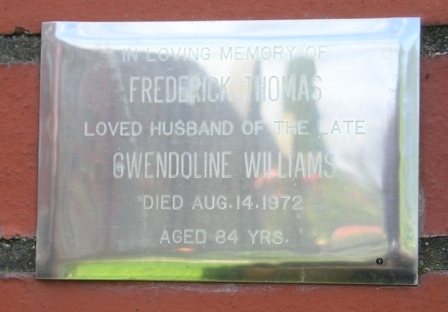 IN LOVING MEMORY OF
FREDERICK THOMAS
LOVED HUSBAND OF THE LATE
GWENDOLINE WILLIAMS
DIED AUG. 14. 1972
AGED 84 YRS.